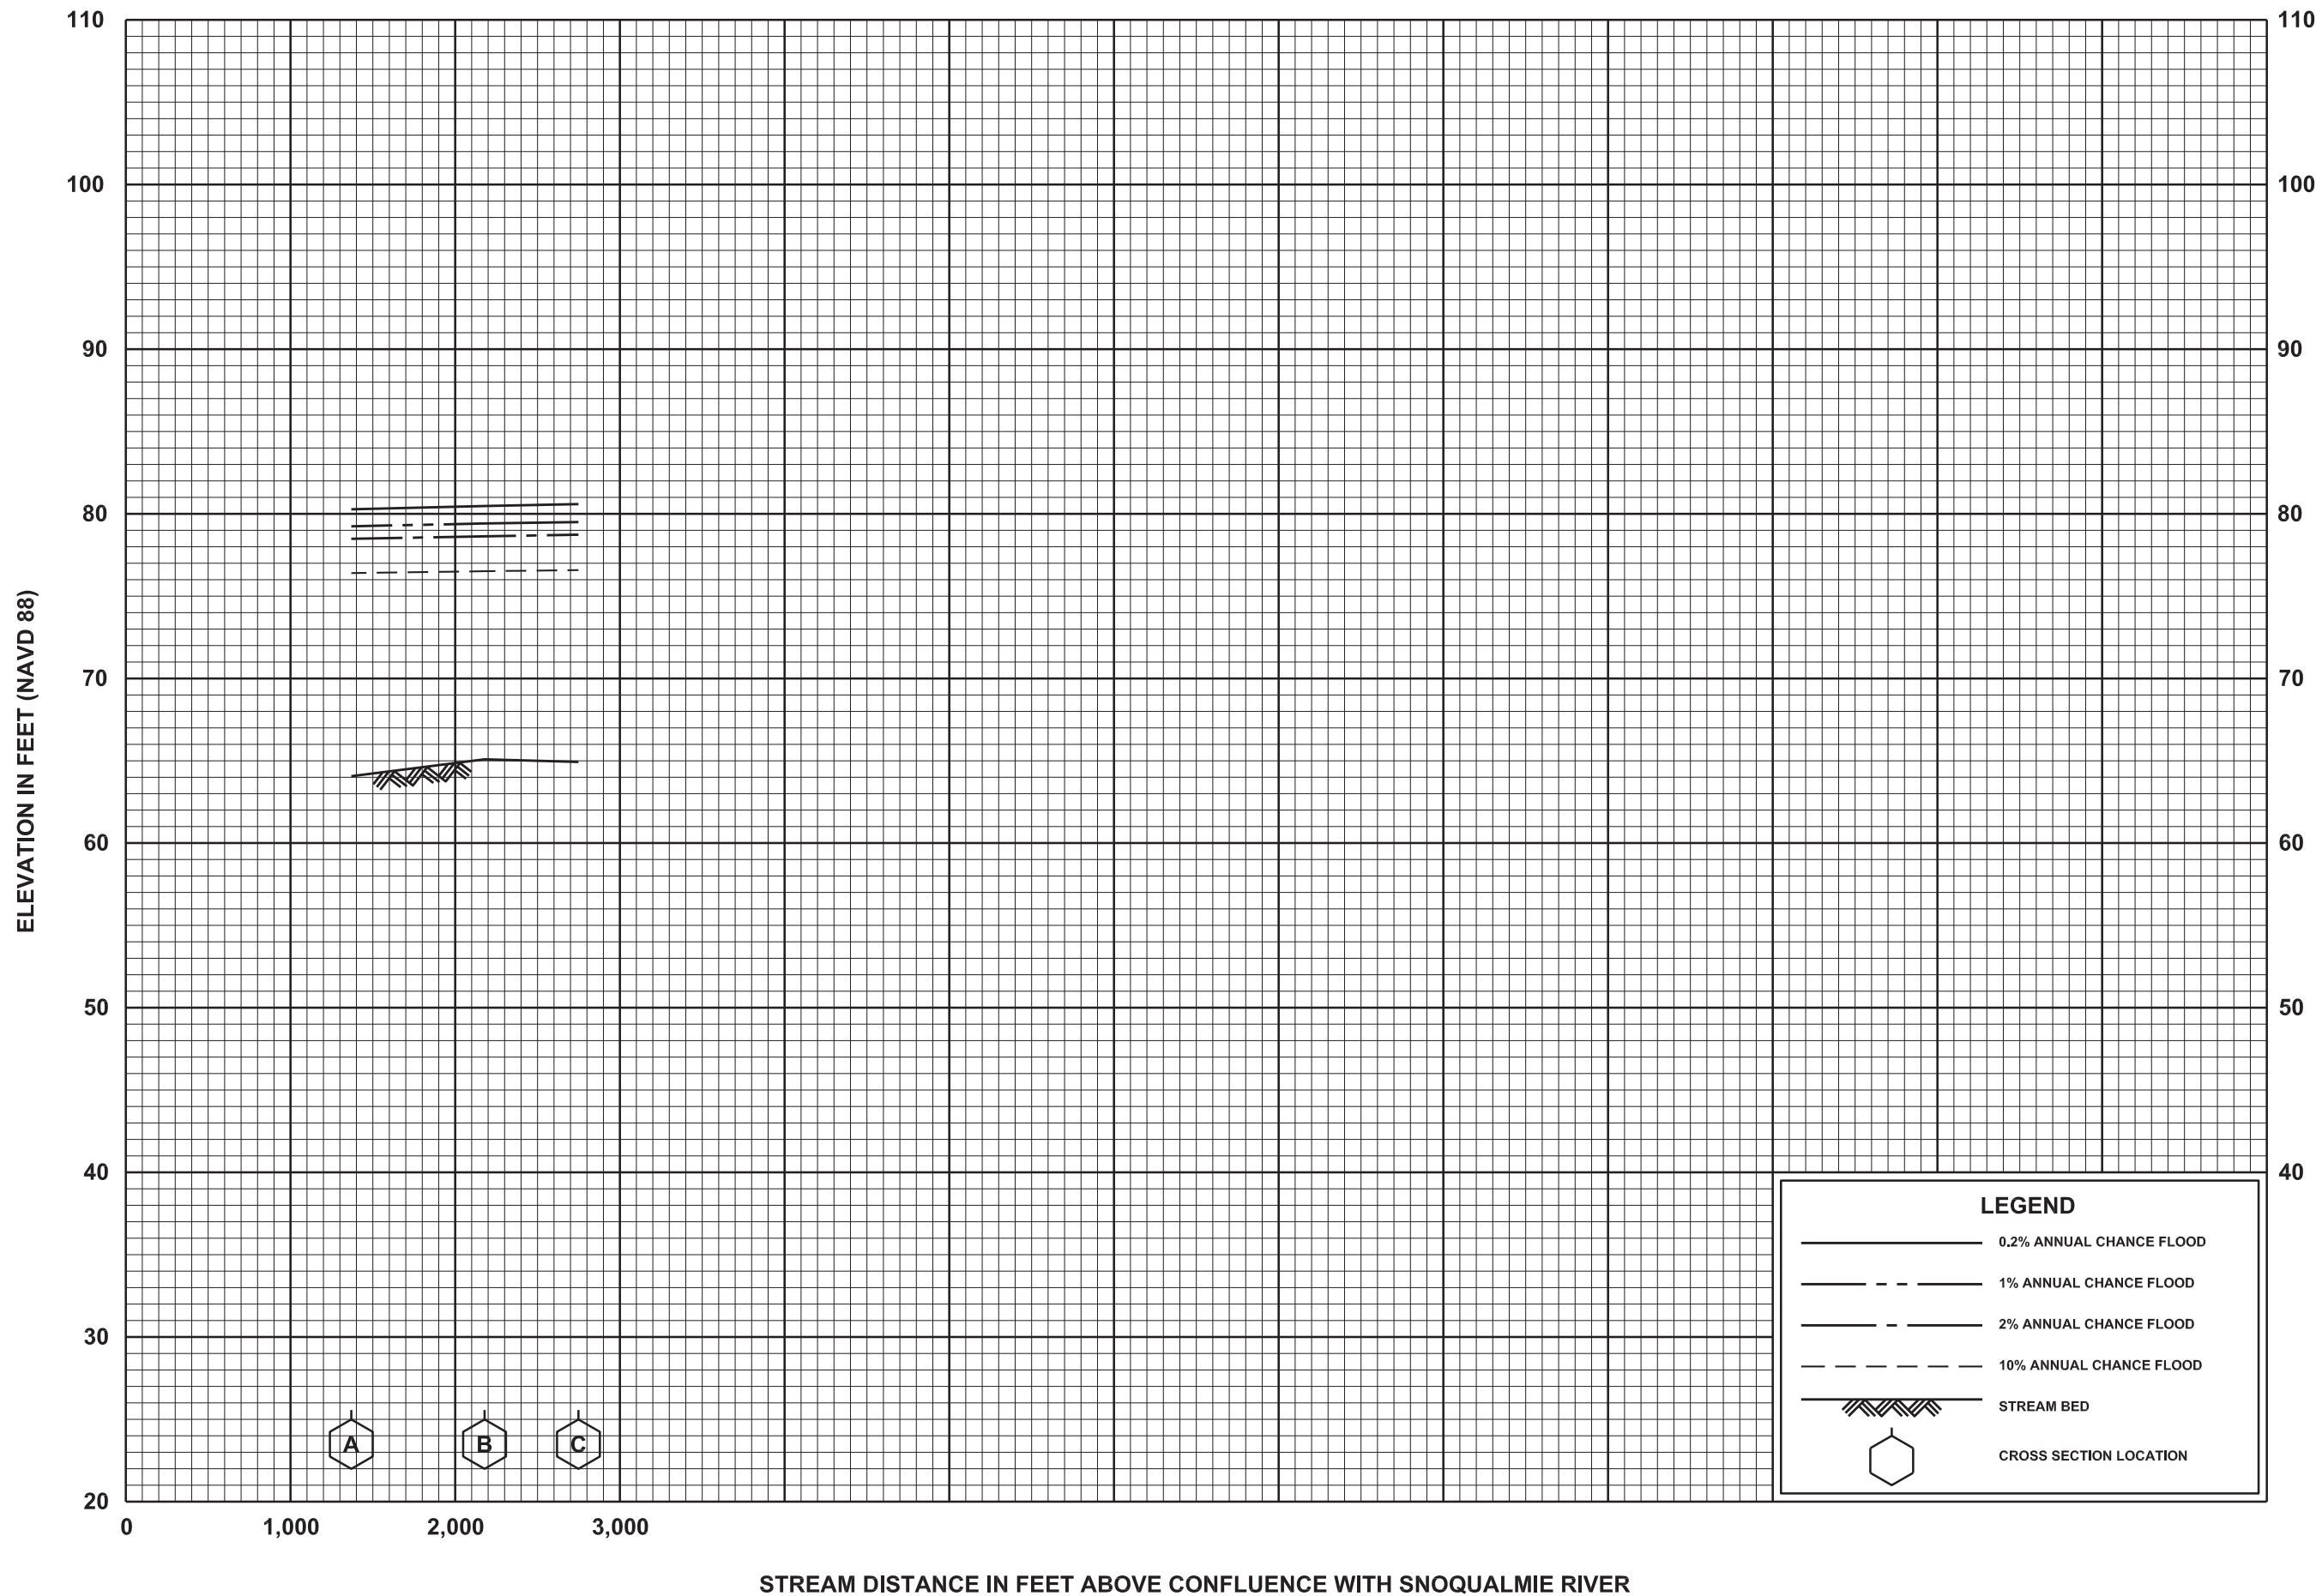 110
100
90
80
70
60
50
40
30
20
ELEVATION IN FEET (NAVD 88)
110
100
90
80
70
60
50
40
A
B
C
0
1,000
2,000
3,000
STREAM DISTANCE IN FEET ABOVE CONFLUENCE WITH SNOQUALMIE RIVER
LEGEND
0.2% ANNUAL CHANCE FLOOD
1% ANNUAL CHANCE FLOOD
2% ANNUAL CHANCE FLOOD
10% ANNUAL CHANCE FLOOD
STREAM BED
CROSS SECTION LOCATION